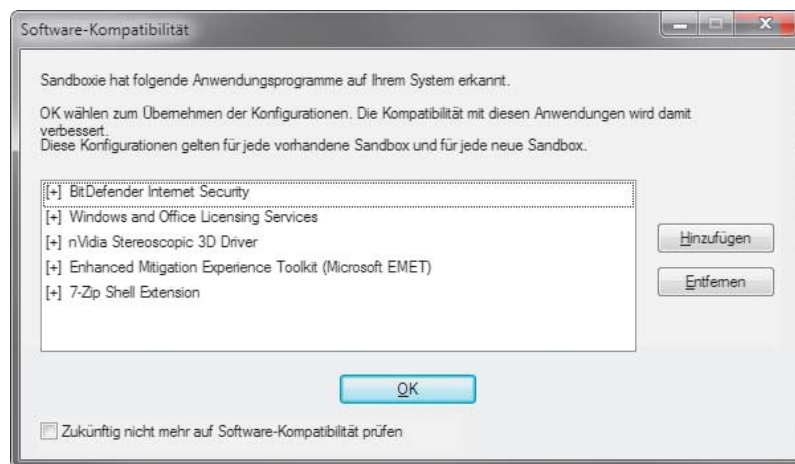 Software-Kompatibilität
Sandboxie hat folgende Anwendungsprogramme auf Ihrem System erkannt.
OK wählen zum Übernehmen der Konfigurationen. Die Kompatibilität mit diesen Anwendungen wird damit
verbessert.
Diese Konfigurationen gelten für jede vorhandene Sandbox und für jede neue Sandbox.
[+] BitDefender Internet Security
[+] Windows and Office Licensing Services
[+] nVidia Stereoscopic 3D Driver
[+] Enhanced Mitigation Experience Toolkit (Microsoft EMET)
[+] 7-Zip Shell Extension
Hinzufügen
Entfernen
OK
Zukünftig nicht mehr auf Software-Kompatibilität prüfen